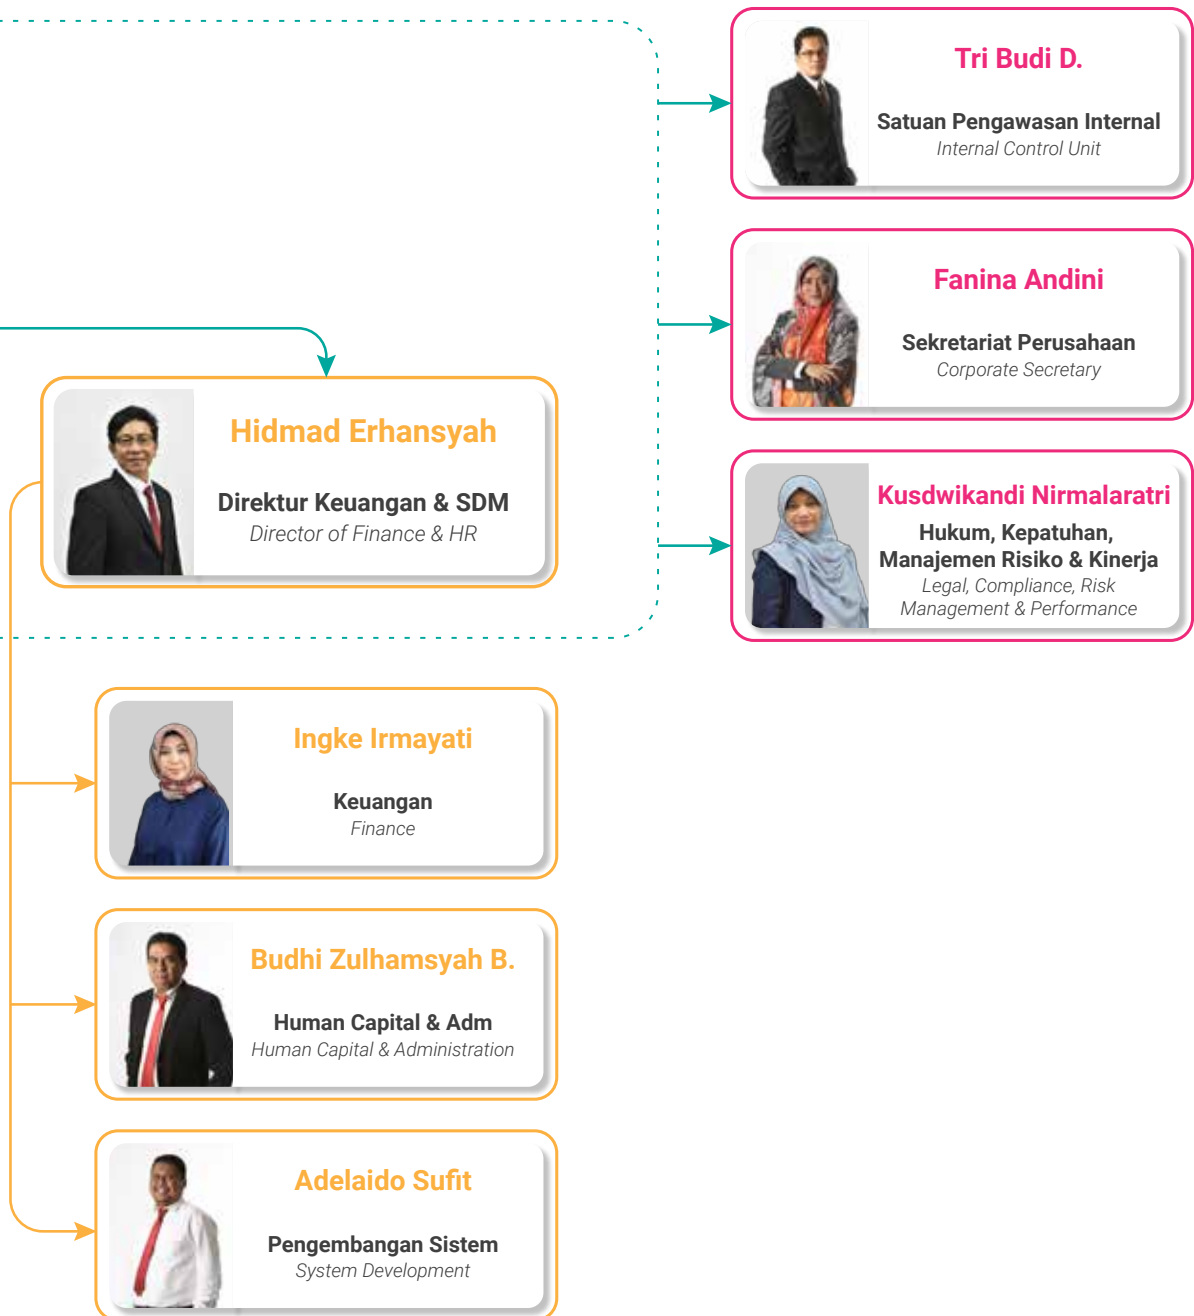 Tri Budi D.
Satuan Pengawasan Internal
Internal Control Unit
Fanina Andini
Sekretariat Perusahaan
Corporate Secretary
Hidmad Erhansyah
Direktur Keuangan & SDM
Director of Finance & HR
Kusdwikandi Nirmalaratri
Hukum, Kepatuhan,
Manajemen Risiko & Kinerja
Legal, Compliance, Risk
Management & Performance
Ingke Irmayati
Keuangan
Finance
Budhi Zulhamsyah B.
Human Capital & Adm
Human Capital & Administration
Adelaido Sufit
Pengembangan Sistem
System Development